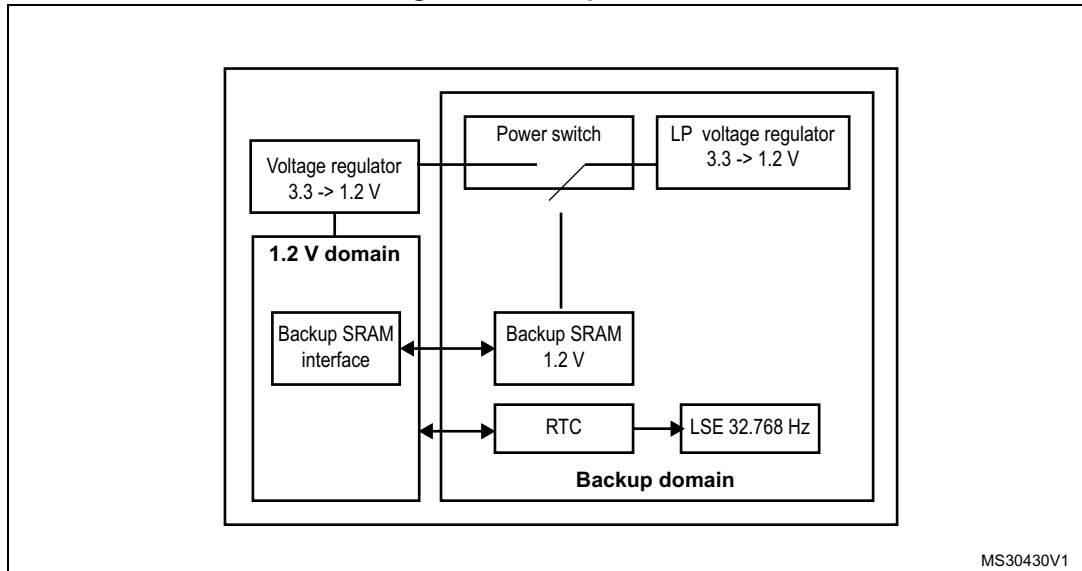 Power switch
LP voltage regulator
3.3 -> 1.2 V
Voltage regulator
3.3 -> 1.2 V
1.2 V domain
Backup SRAM
interface
Backup SRAM
1.2 V
RTC
LSE 32.768 Hz
Backup domain
MS30430V1